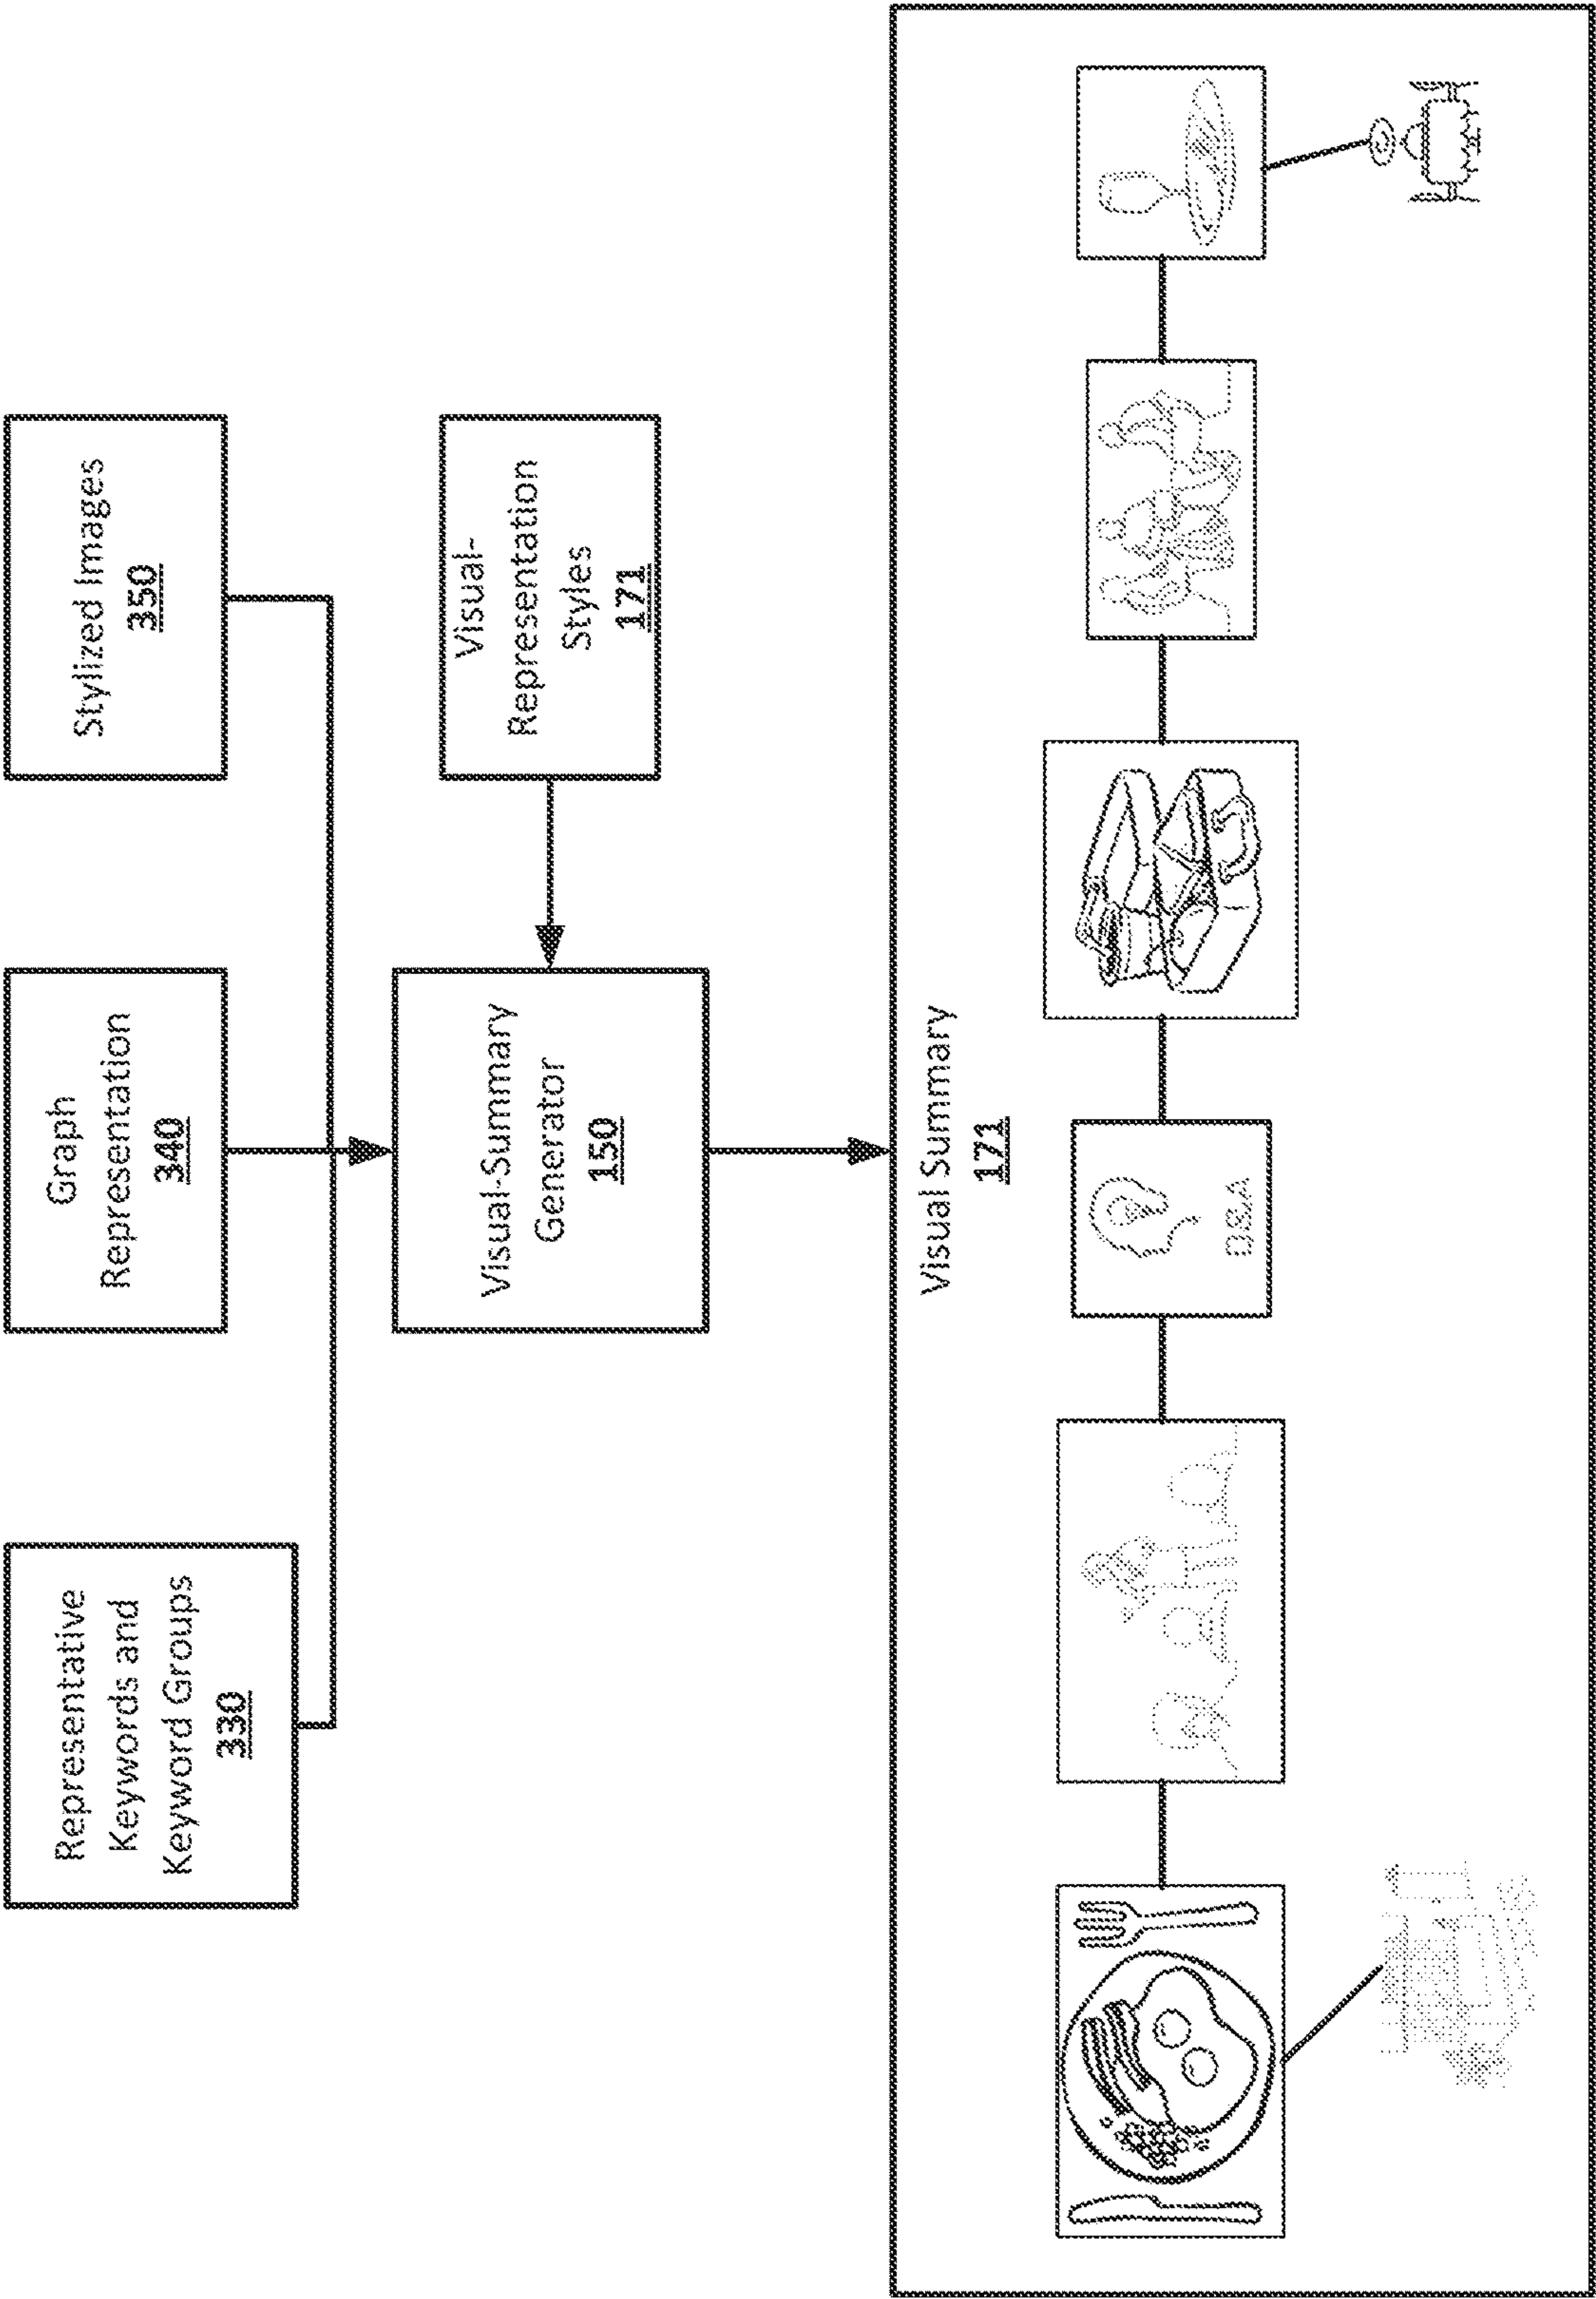 Representative
Keywords and
Keyword Groups
330
Graph
Representation
340
Stylized Images
350
Visual-Summary
Generator
150
Visual-
Representation
Styles
171
Visual Summary
171
Q&A